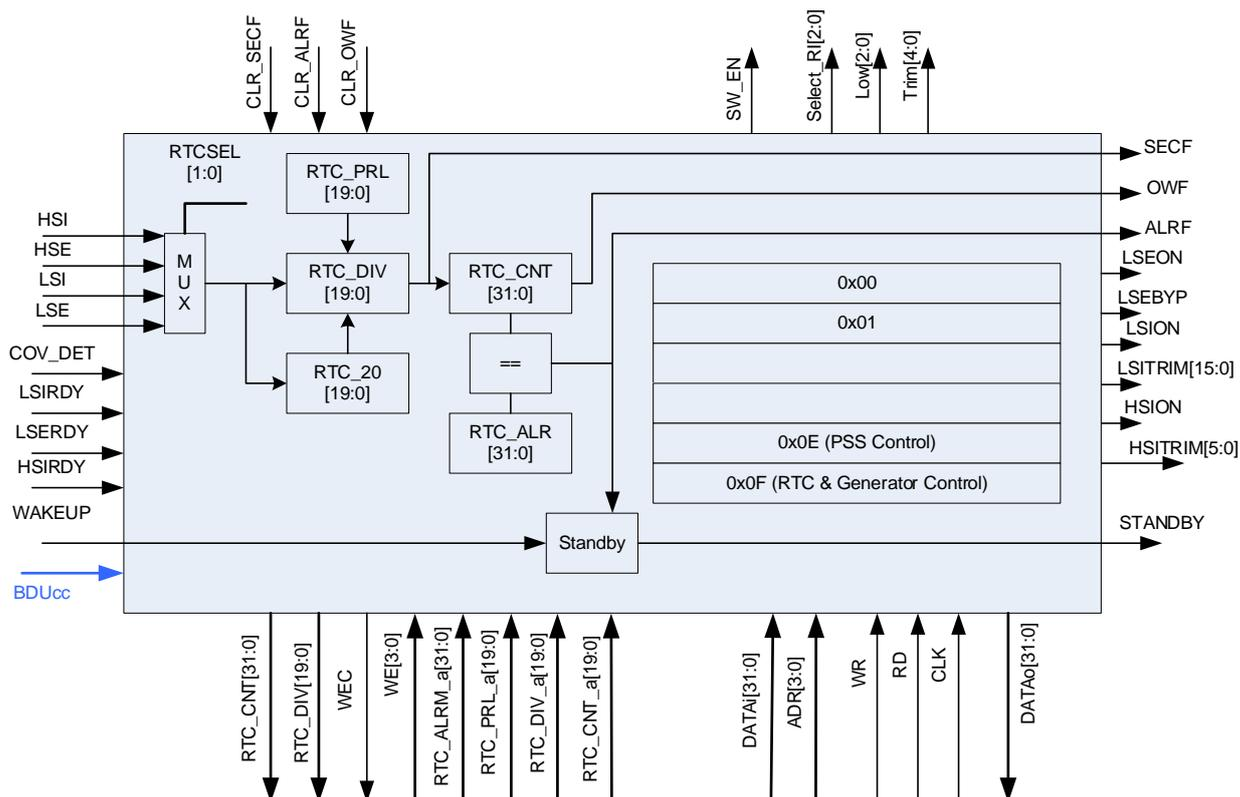 CLR_SECF
CLR_ALRF
CLR_OWF
SW_EN
Select_RI[2:0]
Low[2:0]
Trim[4:0]
RTCSEL
[1:0]
RTC_PRL
[19:0]
SECF
OWF
ALRF
HSI
HSE
LSI
LSE
M
U
X
RTC_DIV
[19:0]
RTC_CNT
[31:0]
0x00
0x01
LSEON
LSEBYP
LSION
LSITRIM[15:0]
HSION
HSITRIM[5:0]
COV_DET
LSIRDY
LSERDY
HSIRDY
WAKEUP
BDUcc
RTC_20
[19:0]
==
RTC_ALR
[31:0]
0x0E (PSS Control)
0x0F (RTC & Generator Control)
Standby
STANDBY
RTC_CNT[31:0]
RTC_DIV[19:0]
WEC
WE[3:0]
RTC_ALRM_a[31:0]
RTC_PRL_a[19:0]
RTC_DIV_a[19:0]
RTC_CNT_a[19:0]
DATAi[31:0]
ADR[3:0]
WR
RD
CLK
DATAo[31:0]